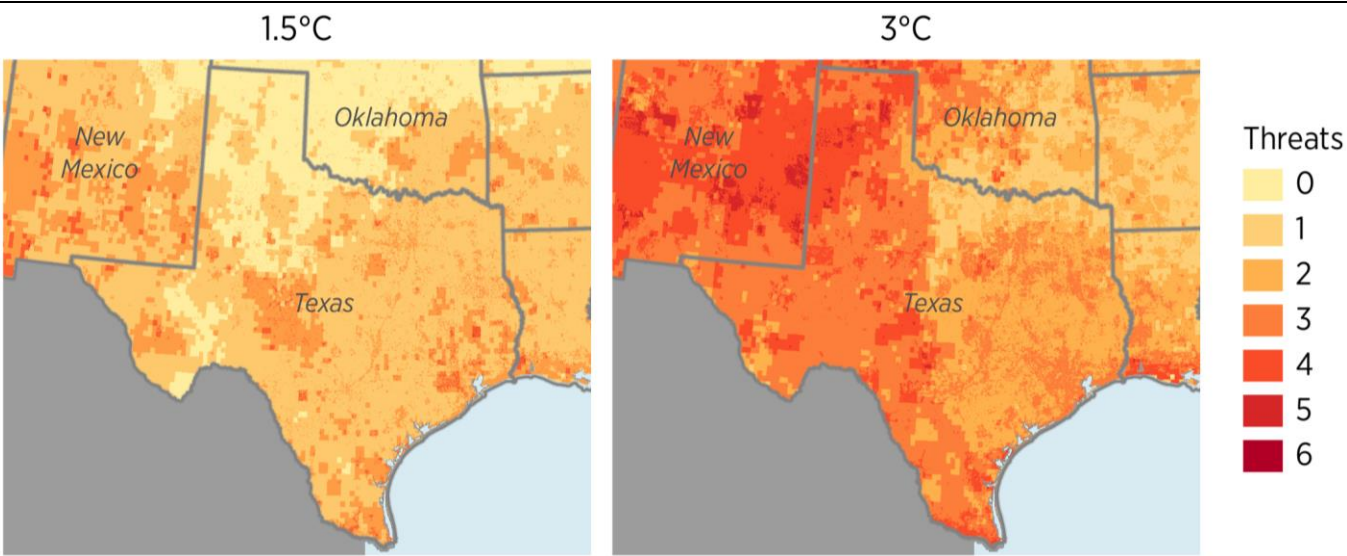 1.5°C
3°C
New
Mexico
Oklahoma
Texas
New
Mexico
Oklahoma
Texas
Threats
0
1
2
3
4
5
6